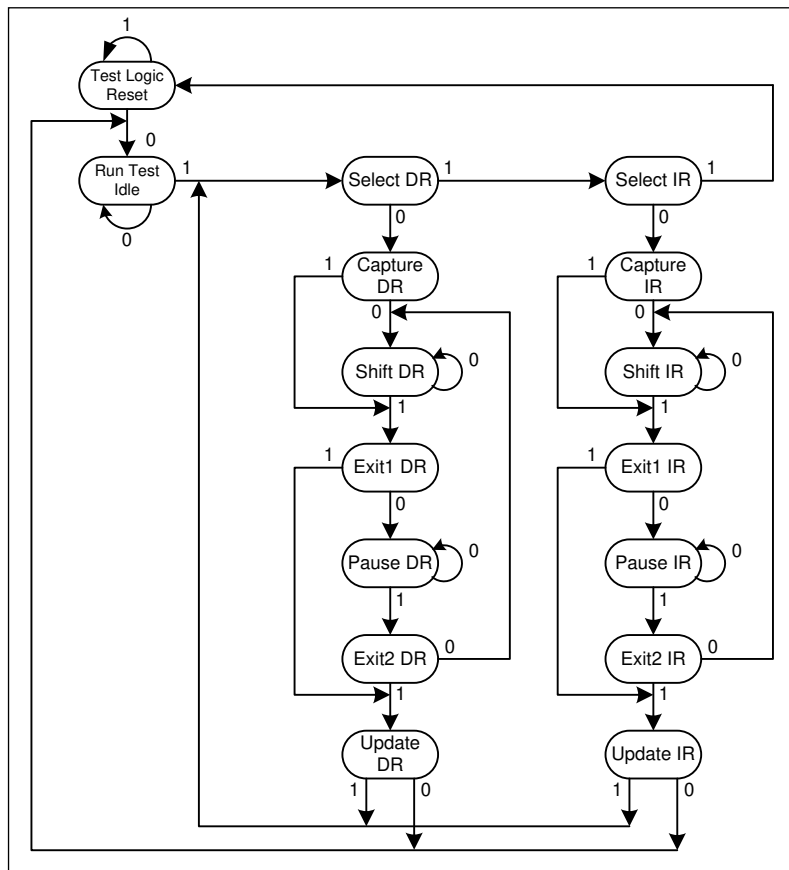 1
Test Logic
Reset
0
Run Test
Idle
1
0
Select DR
1
Select IR
1
0
0
1
Capture
DR
0
1
Capture
IR
0
Shift DR
0
Shift IR
0
1
1
1
Exit1 DR
1
Exit1 IR
0
0
Pause DR
0
Pause IR
0
1
1
Exit2 DR
0
Exit2 IR
0
1
1
Update
DR
Update IR
1
0
1
0